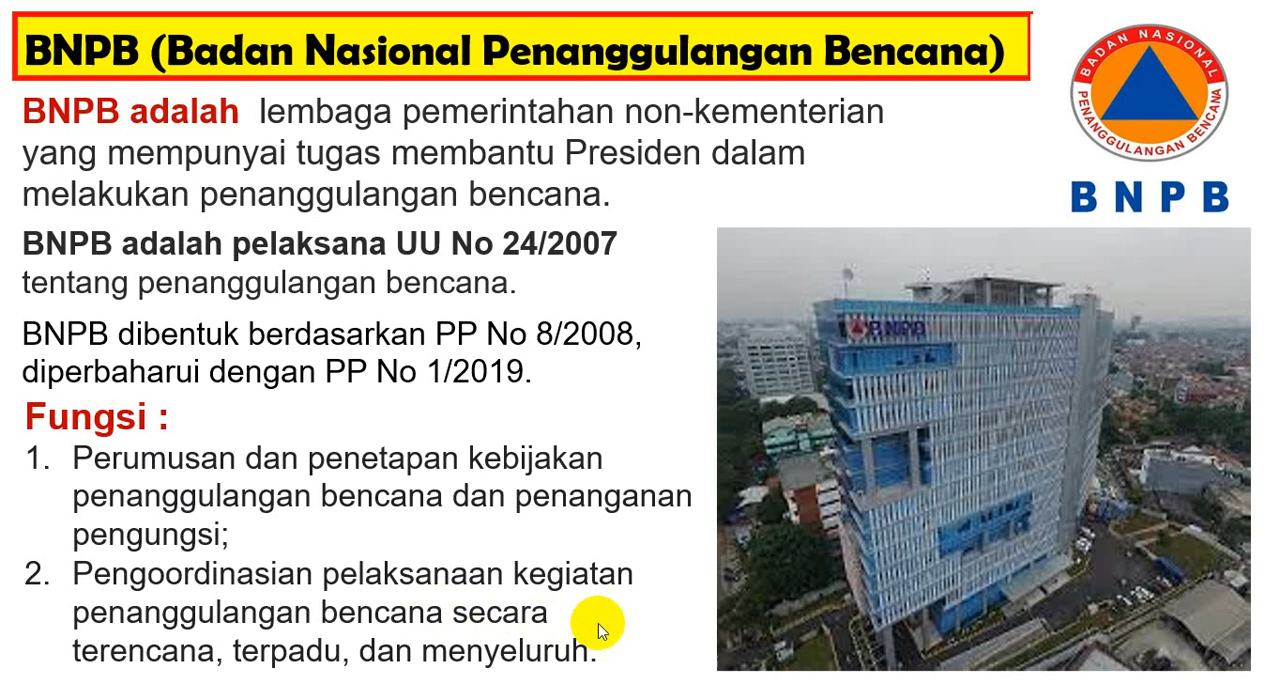 BNPB (Badan Nasional Penanggulangan Bencana)
BADAN NASIONAL
PENANGGULANGAN BENCANA
BNPB
BNPB adalah lembaga pemerintahan non-kementerian
yang mempunyai tugas membantu Presiden dalam
melakukan penanggulangan bencana.
BNPB adalah pelaksana UU No 24/2007
tentang penanggulangan bencana.
BNPB dibentuk berdasarkan PP No 8/2008,
diperbaharui dengan PP No 1/2019.
Fungsi :
1. Perumusan dan penetapan kebijakan
penanggulangan bencana dan penanganan
pengungsi;
2. Pengoordinasian pelaksanaan kegiatan
penanggulangan bencana secara
terencana, terpadu, dan menyeluruh.
BNPB